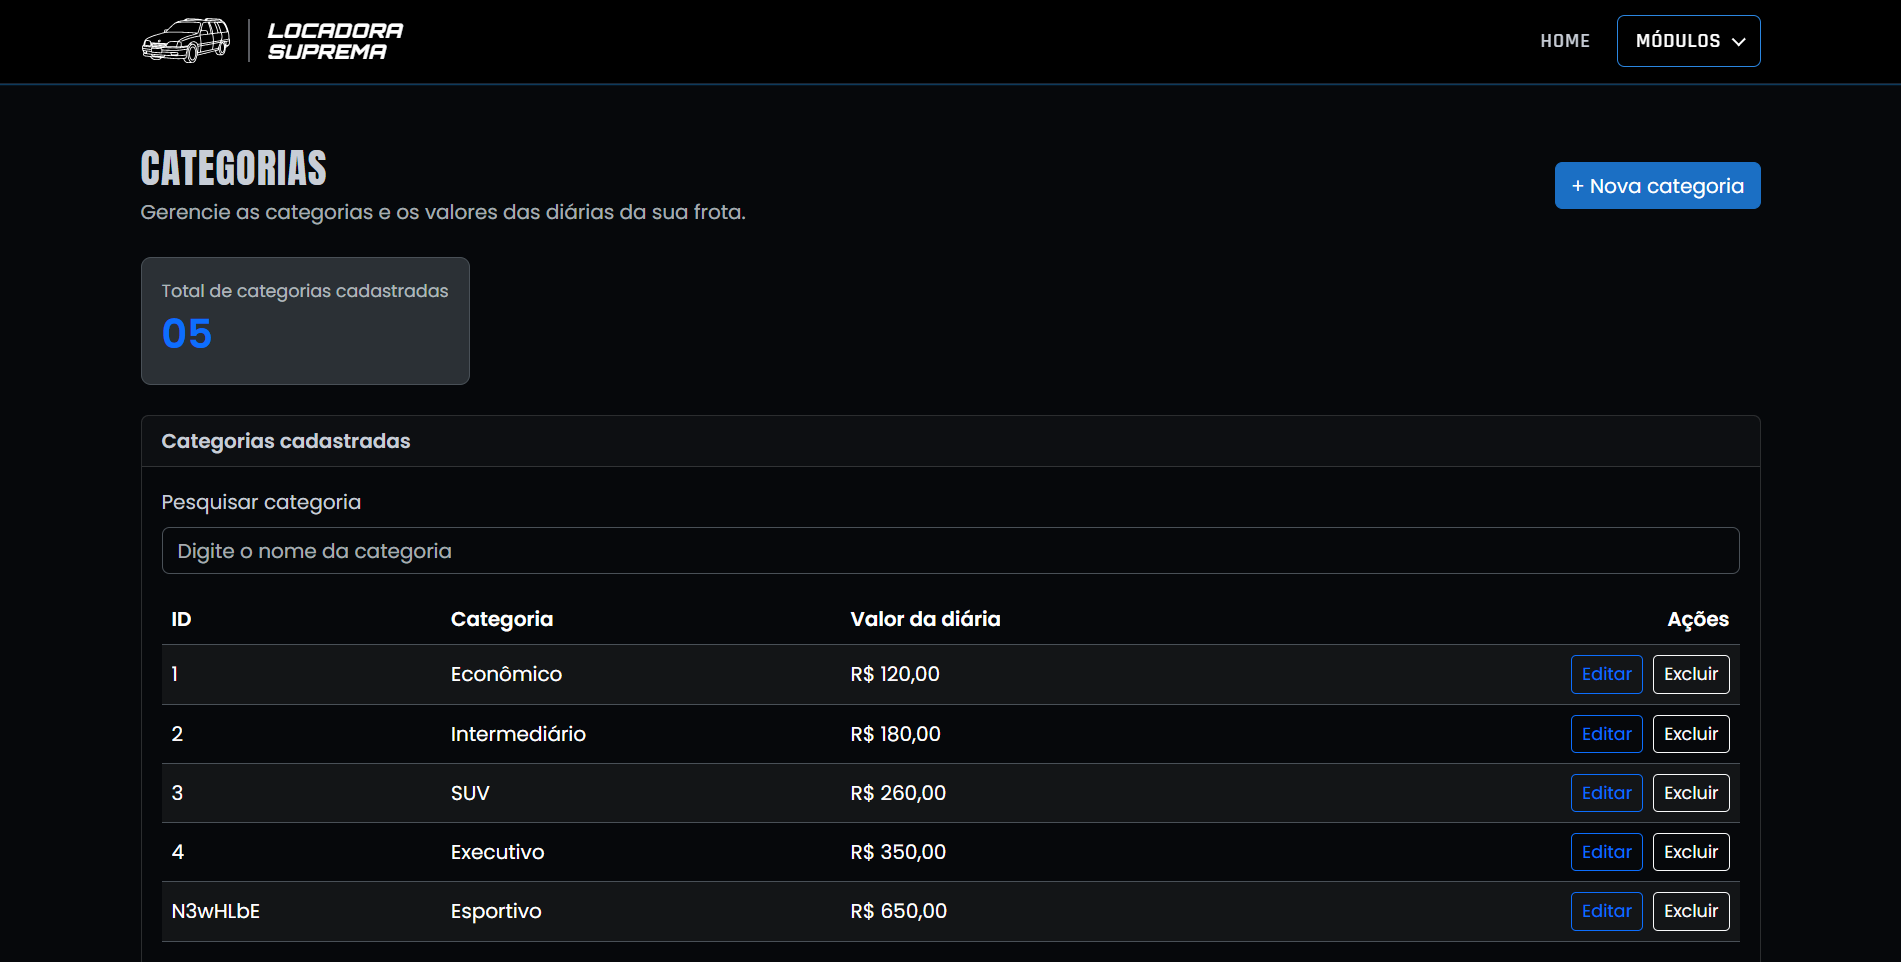 LOCADORA
SUPREMA
HOME
MÓDULOS
CATEGORIAS
Gerencie as categorias e os valores das diárias da sua frota.
+ Nova categoria
Total de categorias cadastradas
05
Categorias cadastradas
Pesquisar categoria
Digite o nome da categoria
ID Categoria Valor da diária Ações
1 Econômico R$ 120,00 Editar Excluir
2 Intermediário R$ 180,00 Editar Excluir
3 SUV R$ 260,00 Editar Excluir
4 Executivo R$ 350,00 Editar Excluir
N3wHLbE Esportivo R$ 650,00 Editar Excluir